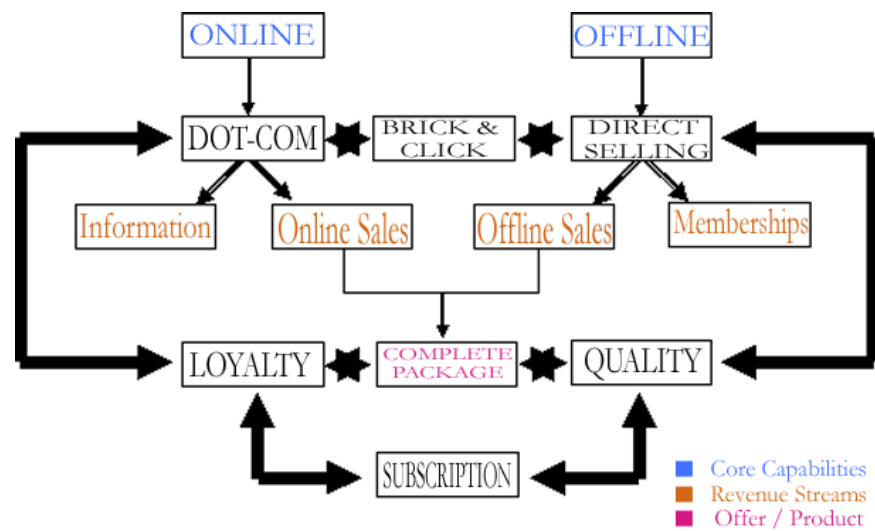 ONLINE
OFFLINE
DOT-COM
BRICK &
CLICK
DIRECT
SELLING
Information
Online Sales
Offline Sales
Memberships
LOYALTY
COMPLETE
PACKAGE
QUALITY
SUBSCRIPTION
Core Capabilities
Revenue Streams
Offer / Product